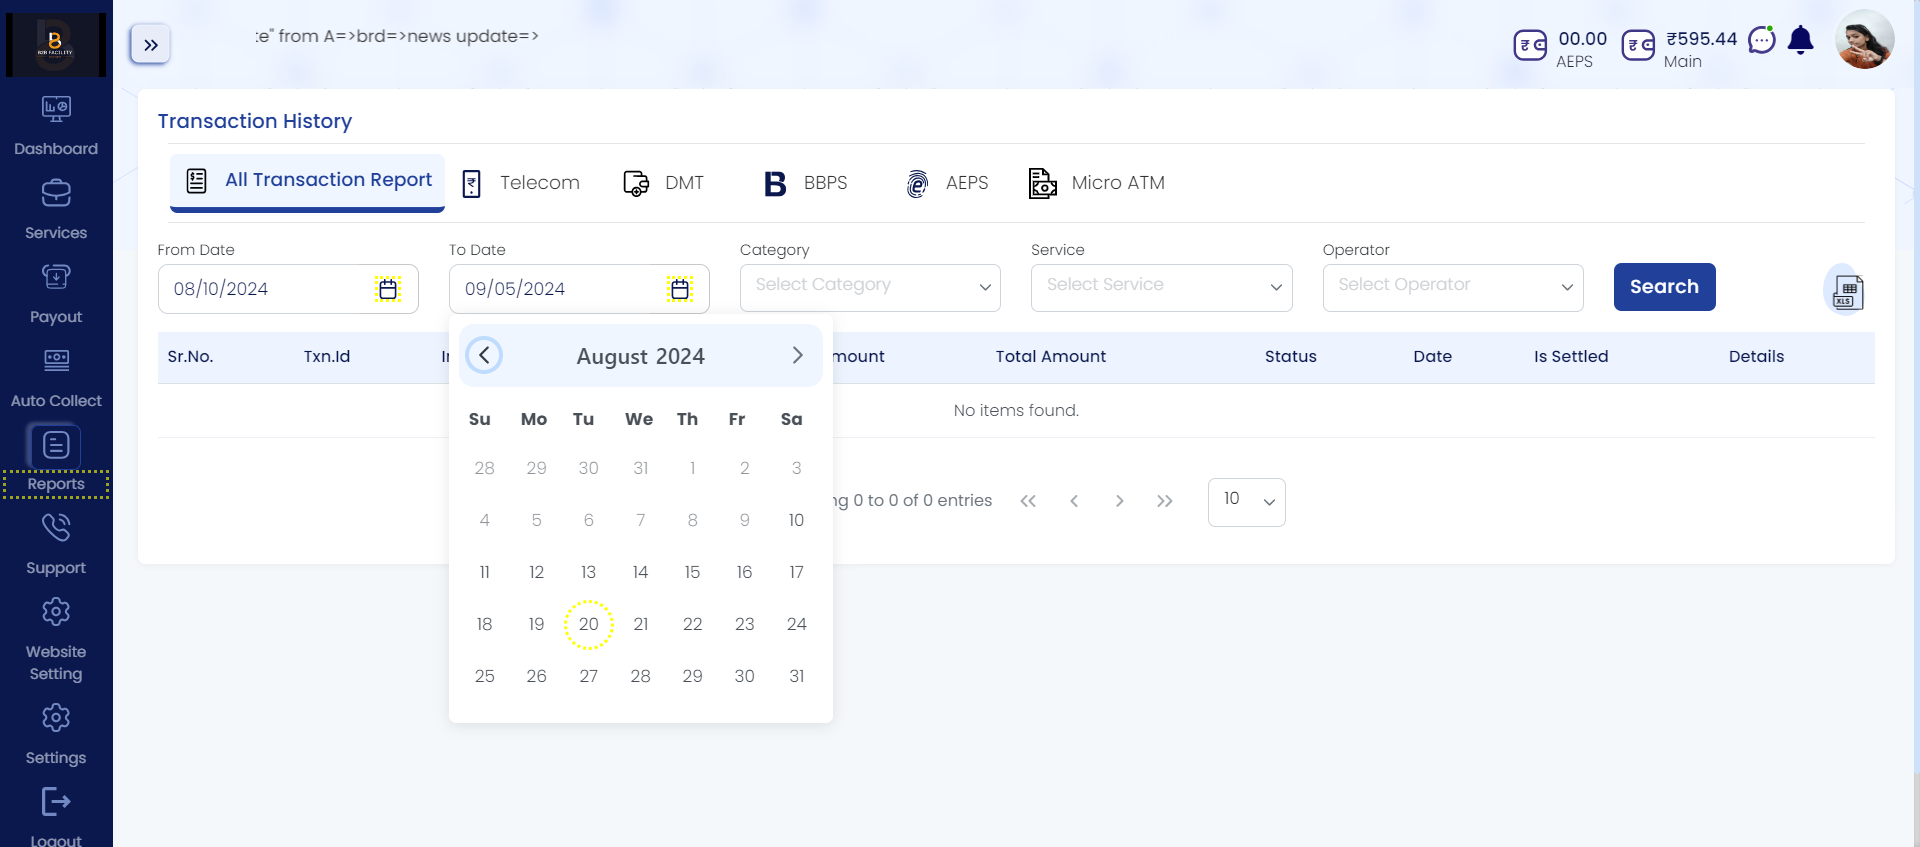 B2B FACILITY
te" from A=>brd=>news update=>
00.00
AEPS
₹595.44
Main
Dashboard
Services
Payout
Auto Collect
Reports
Support
Website
Setting
Settings
Logout
Transaction History
All Transaction Report
Telecom
DMT
BBPS
AEPS
Micro ATM
From Date
To Date
Category
Service
Operator
08/10/2024
09/05/2024
Select Category
Select Service
Select Operator
Search
XLS
Sr.No.
Txn.Id
mount
Total Amount
Status
Date
Is Settled
Details
No items found.
ng 0 to 0 of 0 entries
10
August 2024
Su Mo Tu We Th Fr Sa
28 29 30 31 1 2 3
4 5 6 7 8 9 10
11 12 13 14 15 16 17
18 19 20 21 22 23 24
25 26 27 28 29 30 31